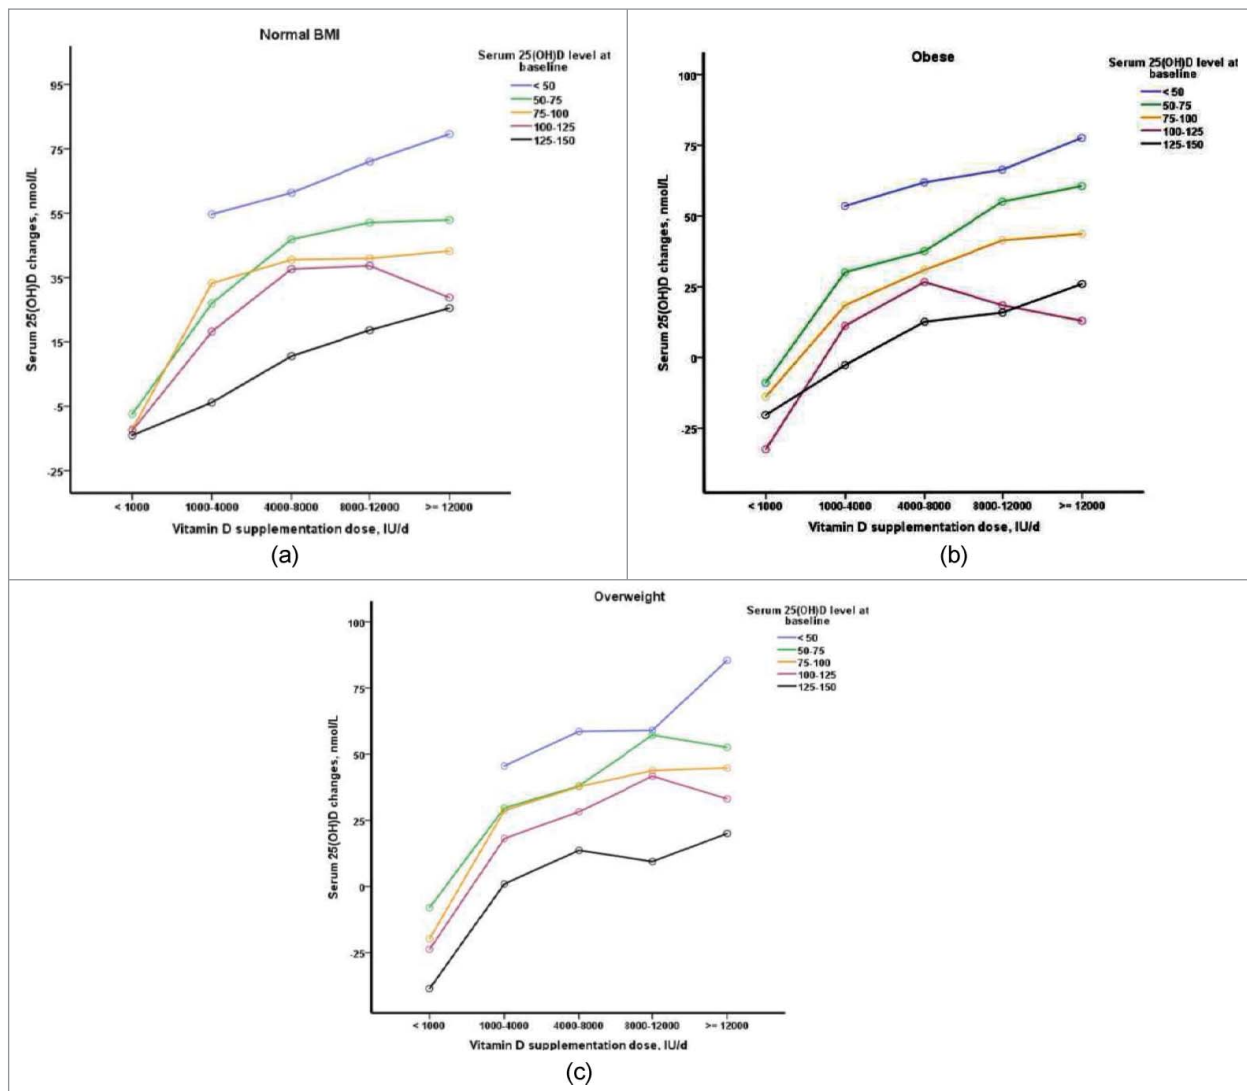 Normal BMI
Serum 25(OH)D level at
baseline
< 50
50-75
75-100
100-125
125-150
Serum 25(OH)D changes, nmol/L
95
75
55
35
15
-5
-25
< 1000
1000-4000
4000-8000
8000-12000
>= 12000
Vitamin D supplementation dose, IU/d
(a)
Obese
Serum 25(OH)D level at
baseline
< 50
50-75
75-100
100-125
125-150
Serum 25(OH)D changes, nmol/L
100
75
50
25
0
-25
< 1000
1000-4000
4000-8000
8000-12000
>= 12000
Vitamin D supplementation dose, IU/d
(b)
Overweight
Serum 25(OH)D level at
baseline
< 50
50-75
75-100
100-125
125-150
Serum 25(OH)D changes, nmol/L
100
75
50
25
0
-25
< 1000
1000-4000
4000-8000
8000-12000
>= 12000
Vitamin D supplementation dose, IU/d
(c)